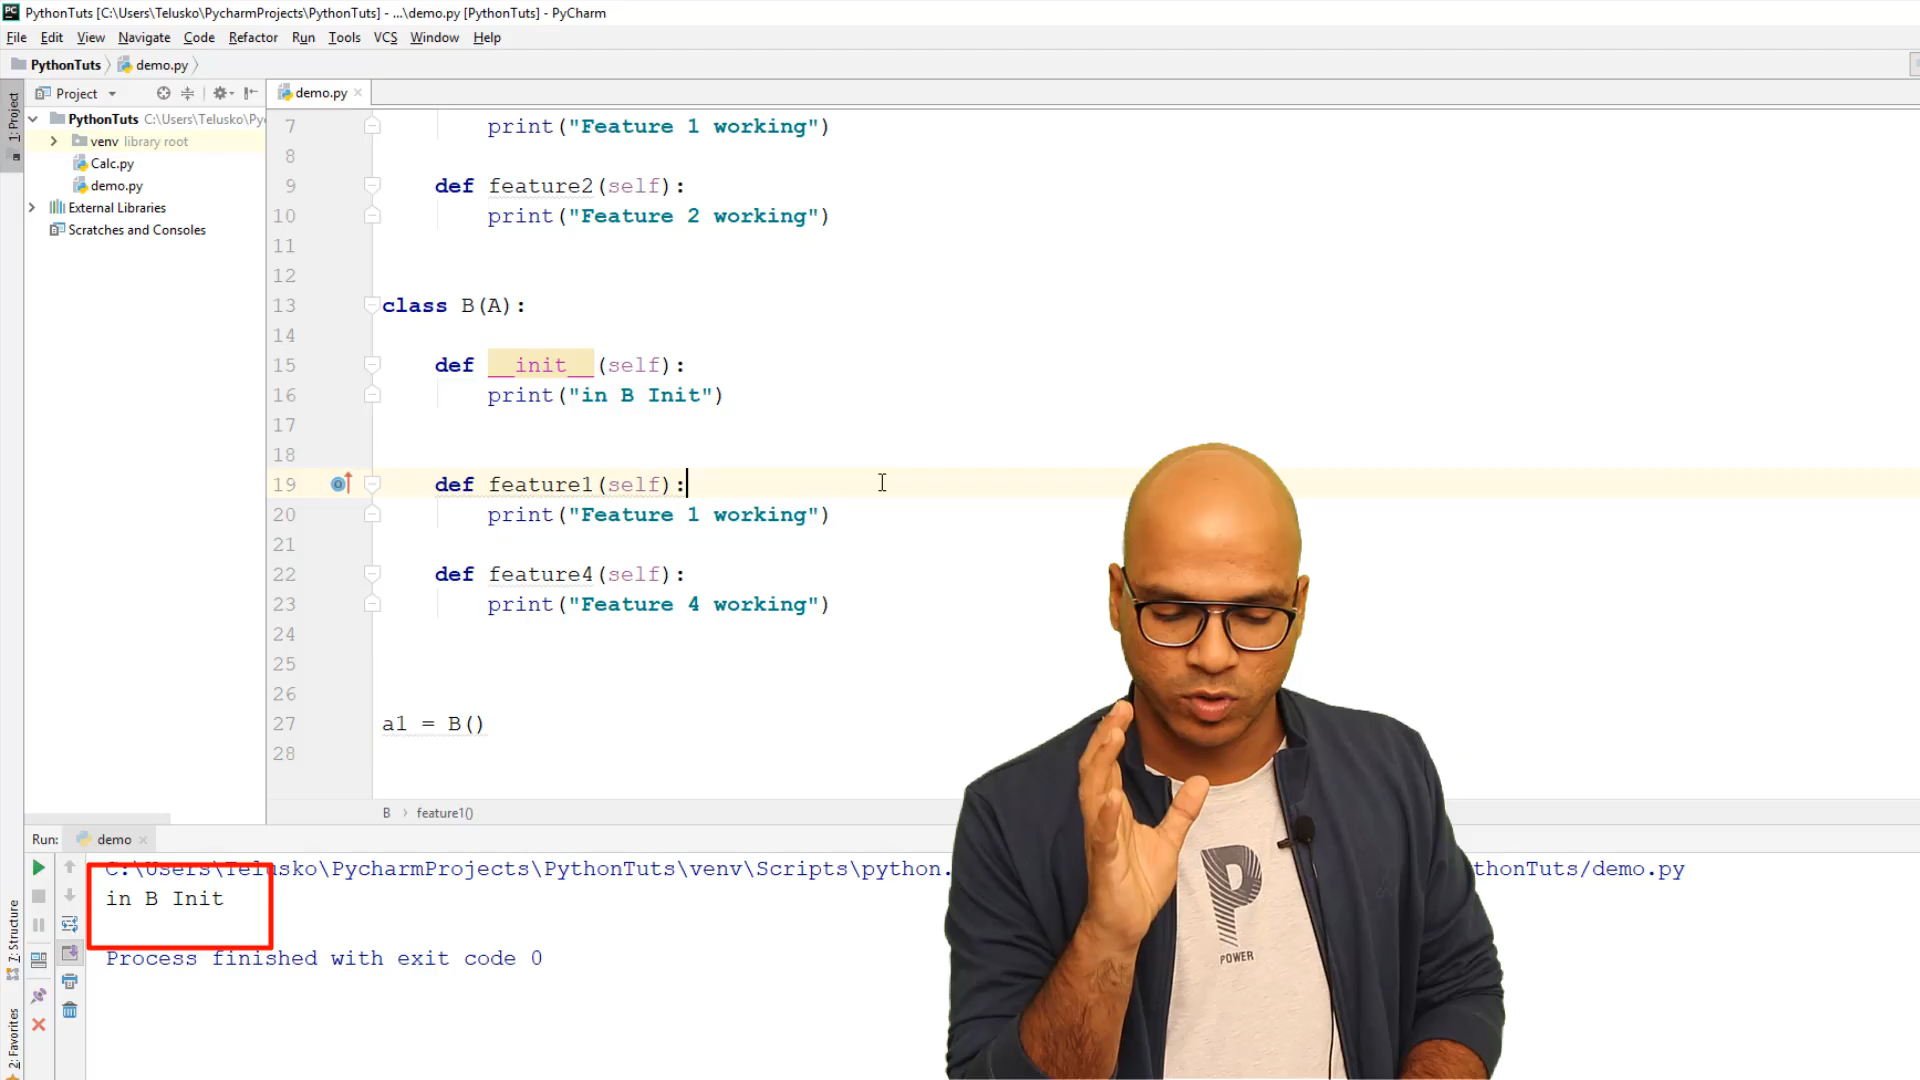 PythonTuts [C:\Users\Telusko\PycharmProjects\PythonTuts] - ...\demo.py [PythonTuts] - PyCharm
File Edit View Navigate Code Refactor Run Tools VCS Window Help
PythonTuts demo.py
1: Project
Project
PythonTuts C:\Users\Telusko\Py
venv library root
Calc.py
demo.py
External Libraries
Scratches and Consoles
demo.py
7 print("Feature 1 working")
8
9 def feature2(self):
10 print("Feature 2 working")
11
12
13 class B(A):
14
15 def __init__(self):
16 print("in B Init")
17
18
19 def feature1(self):
20 print("Feature 1 working")
21
22 def feature4(self):
23 print("Feature 4 working")
24
25
26
27 a1 = B()
28
B feature1()
Run: demo
C:\Users\Telusko\PycharmProjects\PythonTuts\venv\Scripts\python. thonTuts/demo.py
in B Init
Process finished with exit code 0
7: Structure
2: Favorites
P
POWER